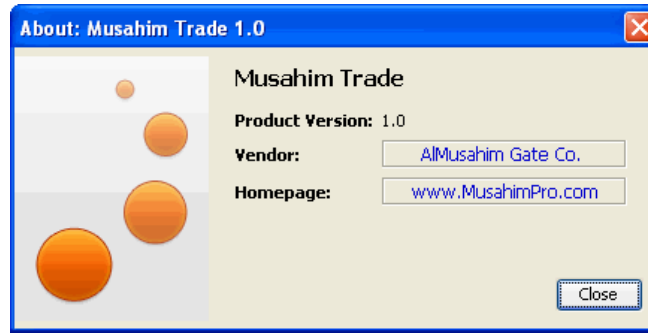 About: Musahim Trade 1.0
Musahim Trade
Product Version: 1.0
Vendor: AlMusahim Gate Co.
Homepage: www.MusahimPro.com
Close